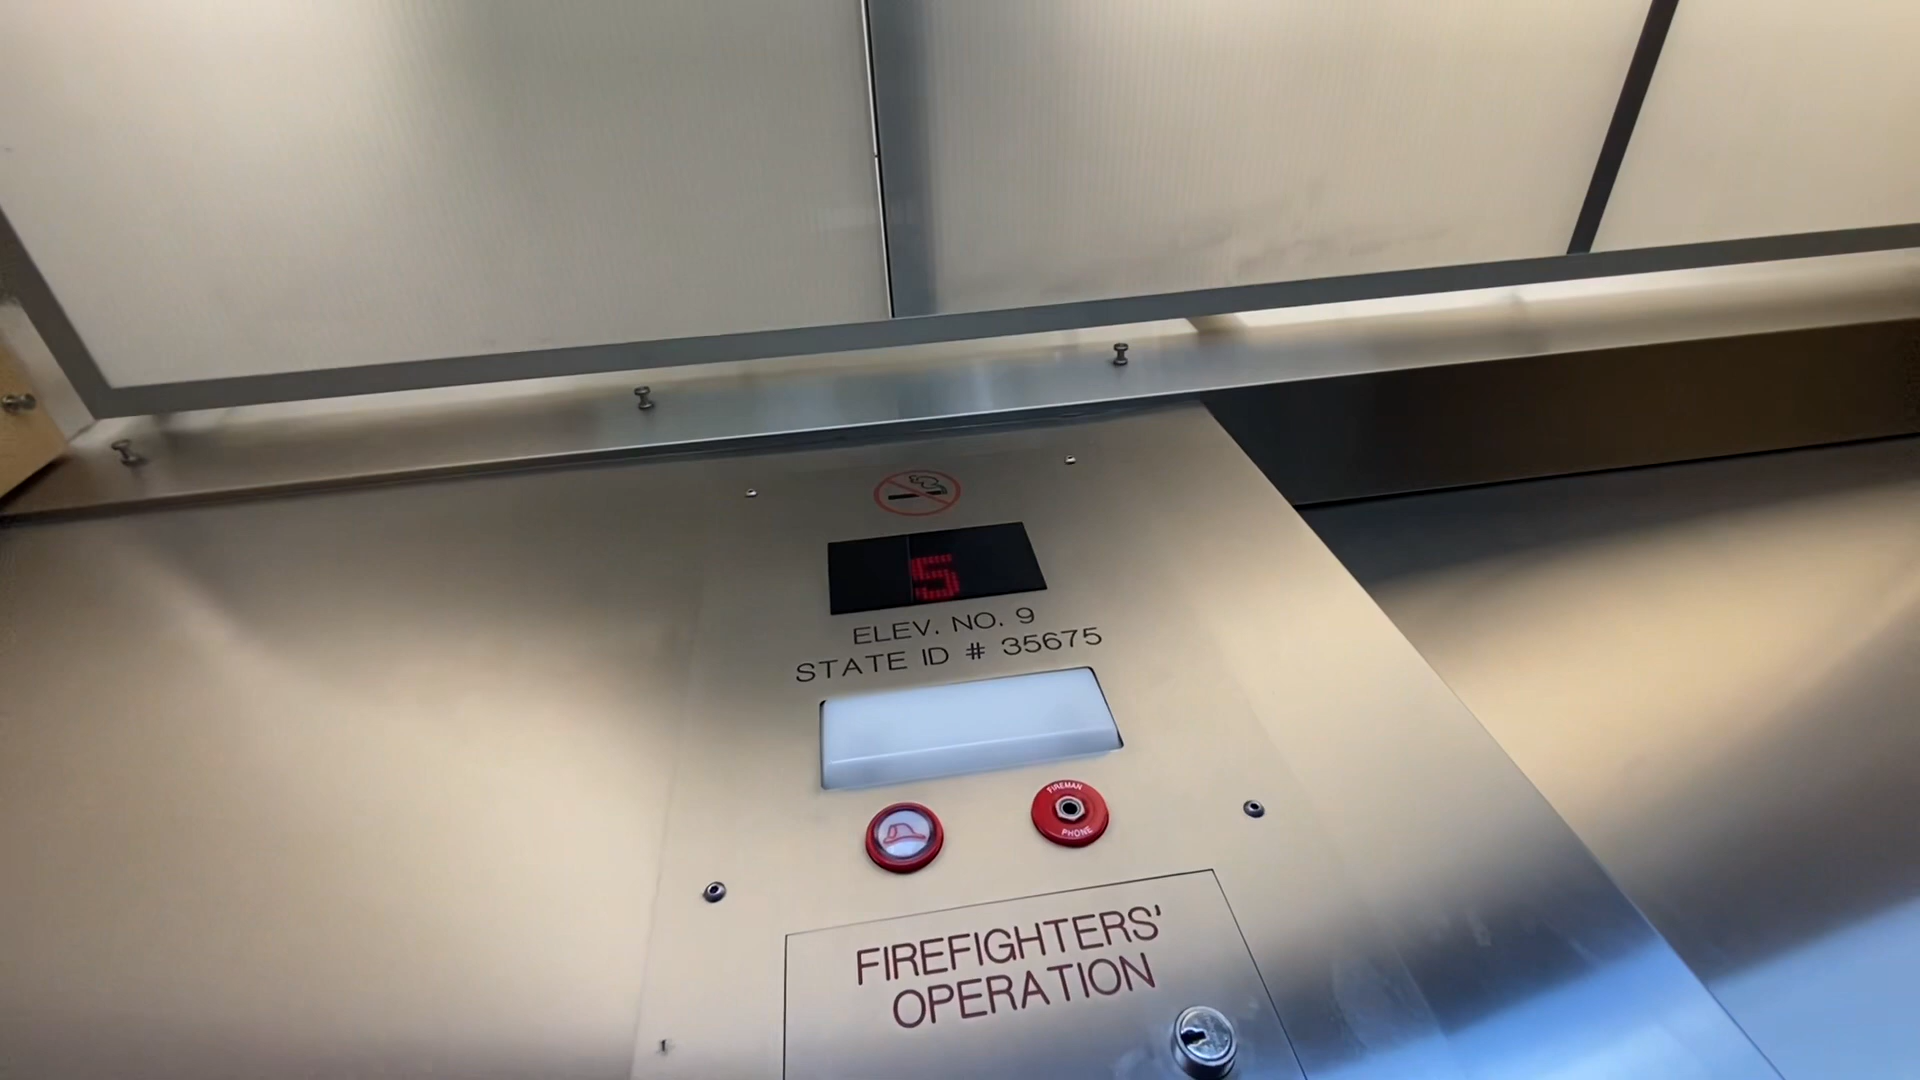 5
ELEV. NO. 9
STATE ID # 35675
FIREMAN
PHONE
FIREFIGHTERS'
OPERATION